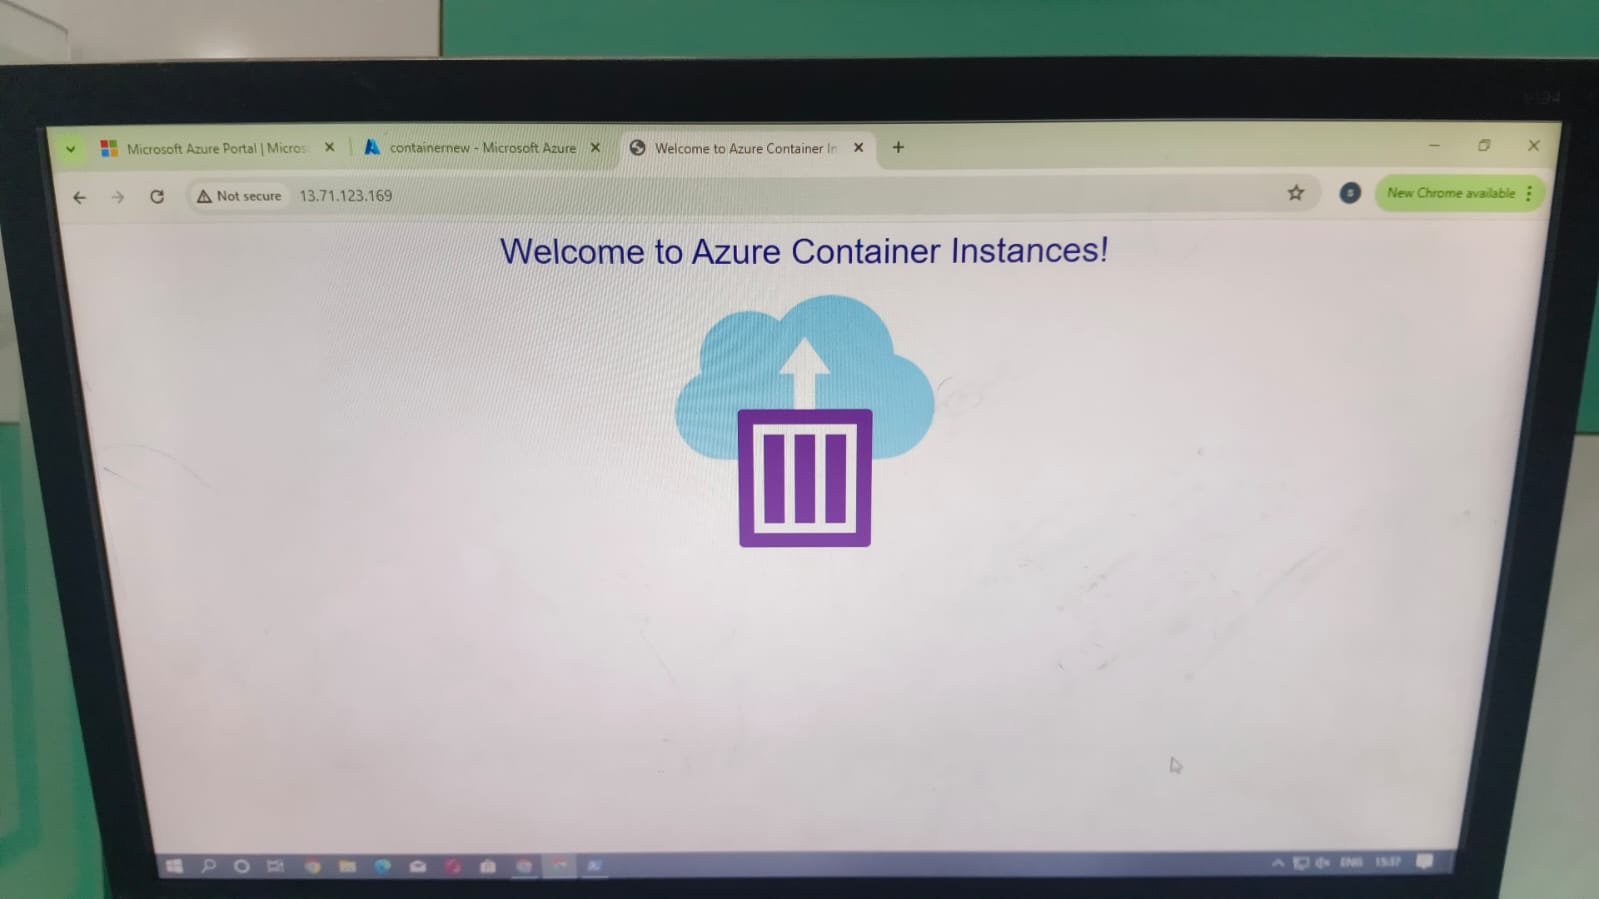 Microsoft Azure Portal | Micros
containernew - Microsoft Azure
Welcome to Azure Container In
Not secure
13.71.123.169
New Chrome available
Welcome to Azure Container Instances!
ENG
15:37